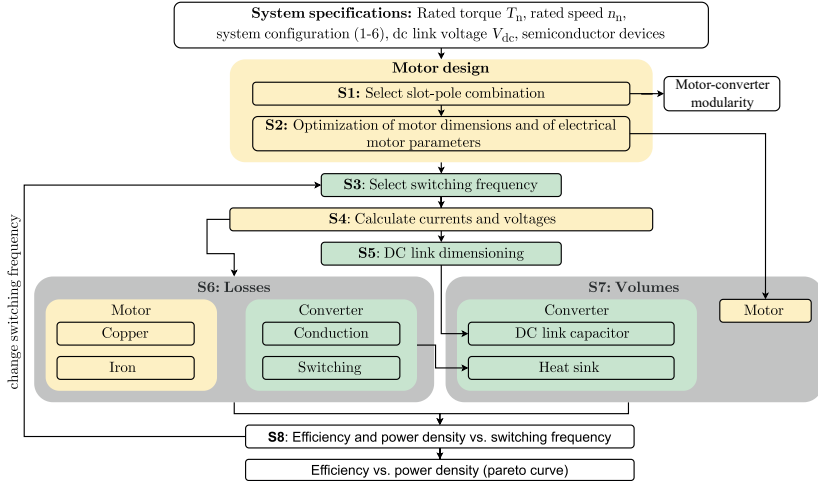 System specifications: Rated torque Tn, rated speed nn,
system configuration (1-6), dc link voltage Vdc, semiconductor devices
Motor design
S1: Select slot-pole combination
Motor-converter
modularity
S2: Optimization of motor dimensions and of electrical
motor parameters
S3: Select switching frequency
S4: Calculate currents and voltages
S5: DC link dimensioning
change switching frequency
S6: Losses
Motor
Copper
Iron
Converter
Conduction
Switching
S7: Volumes
Converter
DC link capacitor
Heat sink
Motor
S8: Efficiency and power density vs. switching frequency
Efficiency vs. power density (pareto curve)